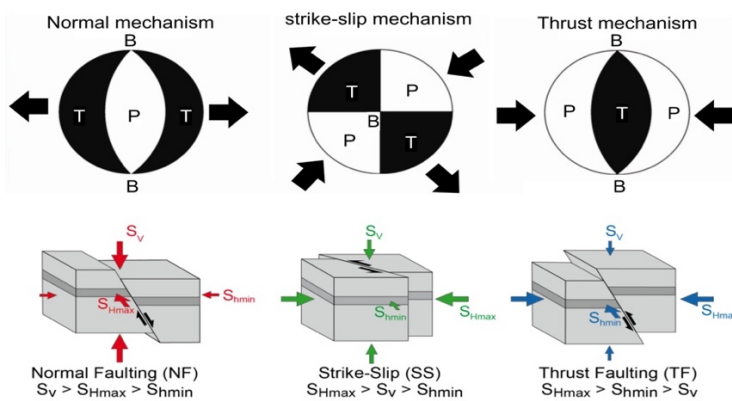 Normal mechanism
strike-slip mechanism
Thrust mechanism
B
T
P
T
B
T
P
B
P
T
B
P
T
P
B
SV
SHmax
Shmin
SV
Shmin
SHmax
SV
Shmin
SHmax
Normal Faulting (NF)
SV > SHmax > Shmin
Strike-Slip (SS)
SHmax > SV > Shmin
Thrust Faulting (TF)
SHmax > Shmin > SV